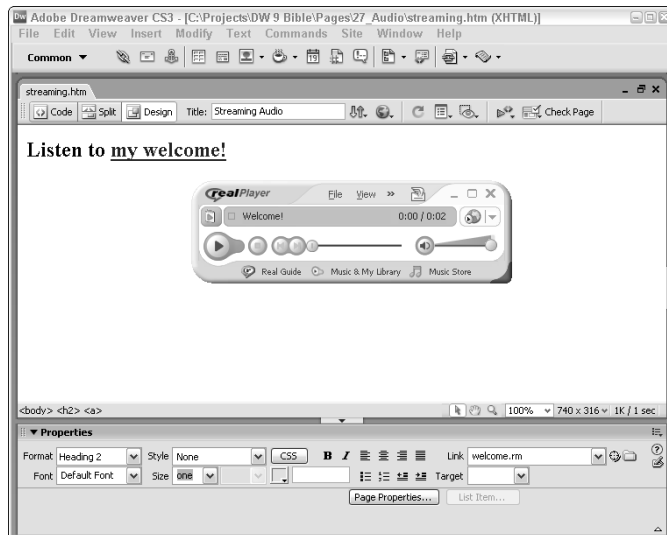 Dw Adobe Dreamweaver CS3 - [C:\Projects\DW 9 Bible\Pages\27_Audio\streaming.htm (XHTML)]
File Edit View Insert Modify Text Commands Site Window Help
Common
19
streaming.htm
Code Split Design Title: Streaming Audio Check Page
Listen to my welcome!
realPlayer File View »
Welcome! 0:00 / 0:02
Real Guide Music & My Library Music Store
<body> <h2> <a> 100% 740 x 316 1K / 1 sec
Properties
Format Heading 2 Style None CSS B I Link welcome.rm
Font Default Font Size one Target
Page Properties... List Item...